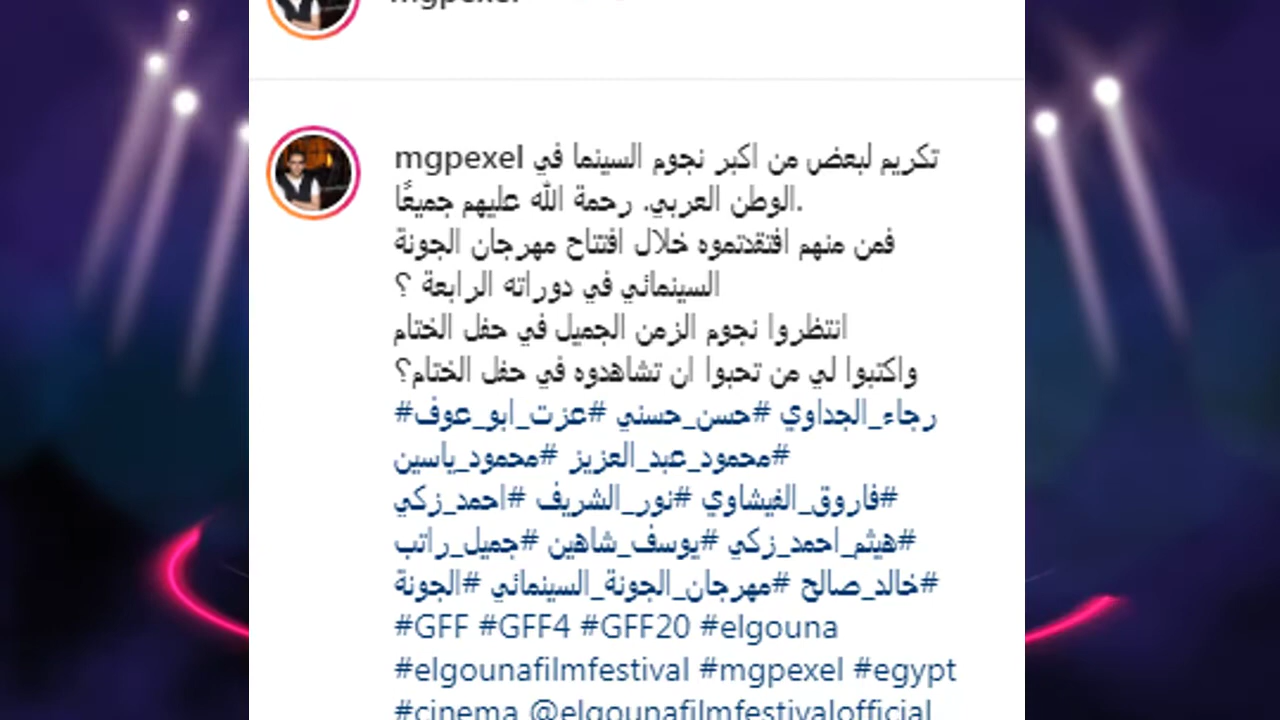 mgpexel
mgpexel تكريم لبعض من اكبر نجوم السينما في
الوطن العربي. رحمة الله عليهم جميعًا.
فمن منهم افتقدتموه خلال افتتاح مهرجان الجونة
السينمائي في دوراته الرابعة ؟
انتظروا نجوم الزمن الجميل في حفل الختام
واكتبوا لي من تحبوا ان تشاهدوه في حفل الختام؟
#رجاء_الجداوي #حسن_حسني #عزت_ابو_عوف
#محمود_عبد_العزيز #محمود_ياسين
#فاروق_الفيشاوي #نور_الشريف #احمد_زكي
#هيثم_احمد_زكي #يوسف_شاهين #جميل_راتب
#خالد_صالح #مهرجان_الجونة_السينمائي #الجونة
#GFF #GFF4 #GFF20 #elgouna
#elgounafilmfestival #mgpexel #egypt
#cinema @elgounafilmfestivalofficial